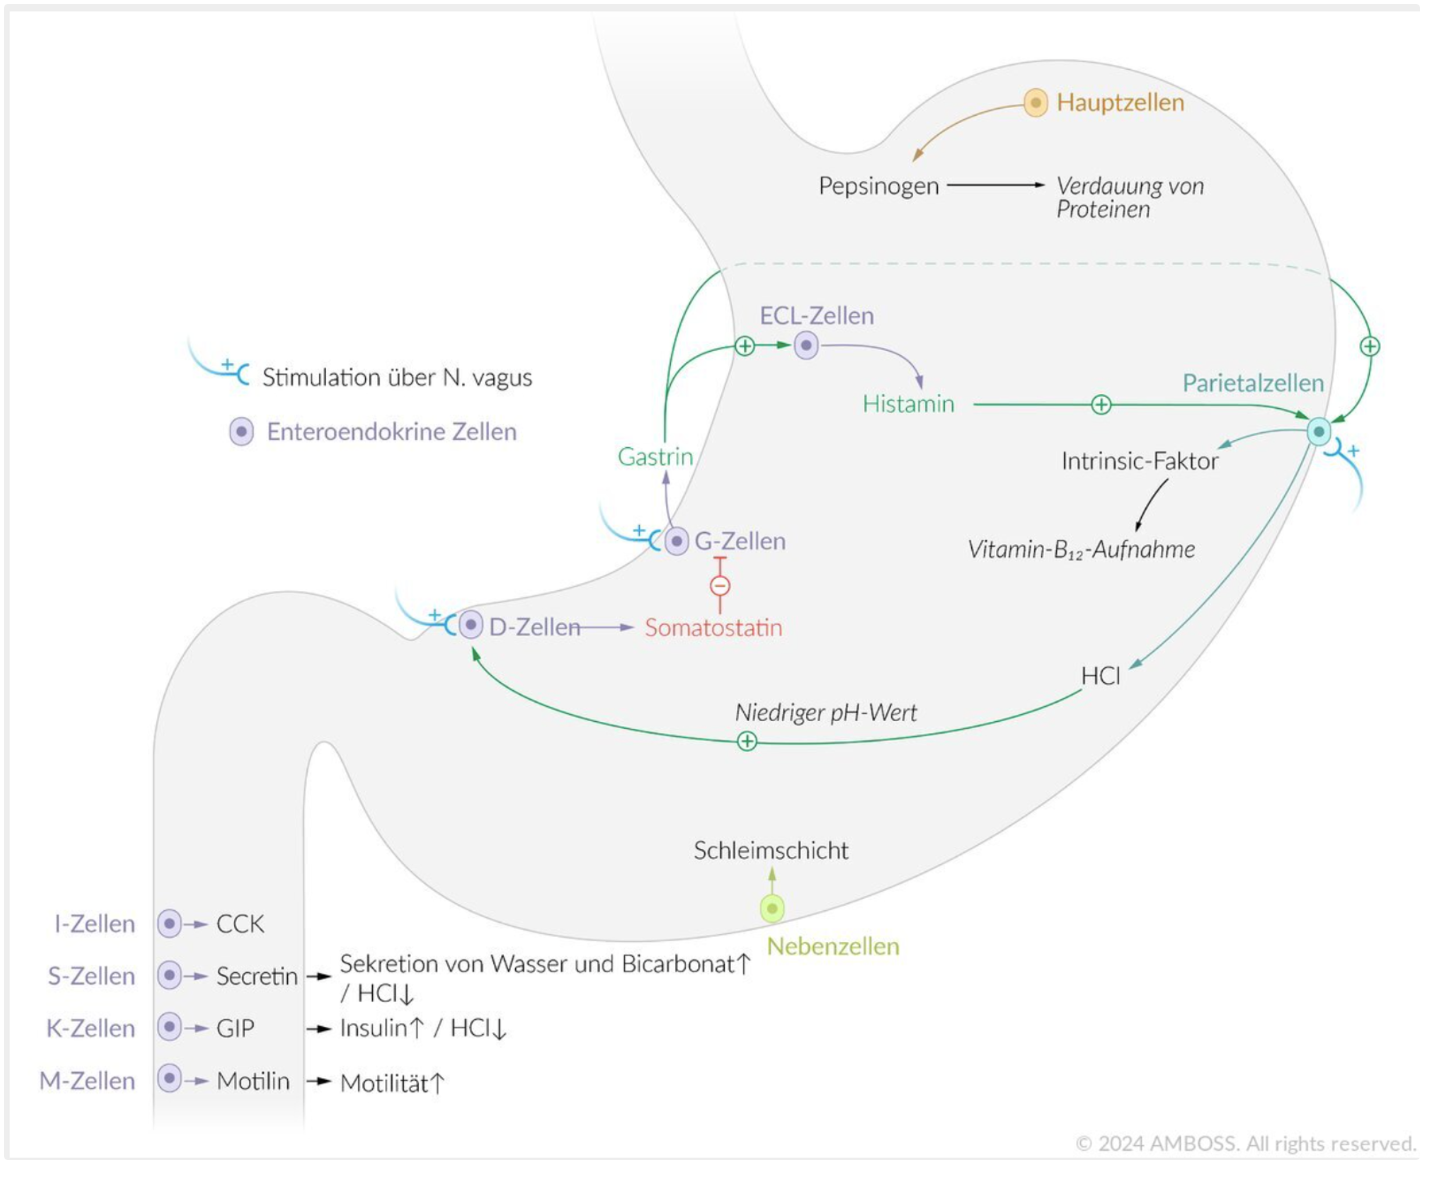 Hauptzellen
Pepsinogen
Verdauung von
Proteinen
ECL-Zellen
Histamin
Parietalzellen
+
Stimulation über N. vagus
Enteroendokrine Zellen
Gastrin
Intrinsic-Faktor
+
Vitamin-B₁₂-Aufnahme
+
G-Zellen
+
D-Zellen
Somatostatin
HCl
Niedriger pH-Wert
Schleimschicht
Nebenzellen
I-Zellen CCK
S-Zellen Secretin Sekretion von Wasser und Bicarbonat↑
/ HCl↓
K-Zellen GIP Insulin↑ / HCl↓
M-Zellen Motilin Motilität↑
© 2024 AMBOSS. All rights reserved.